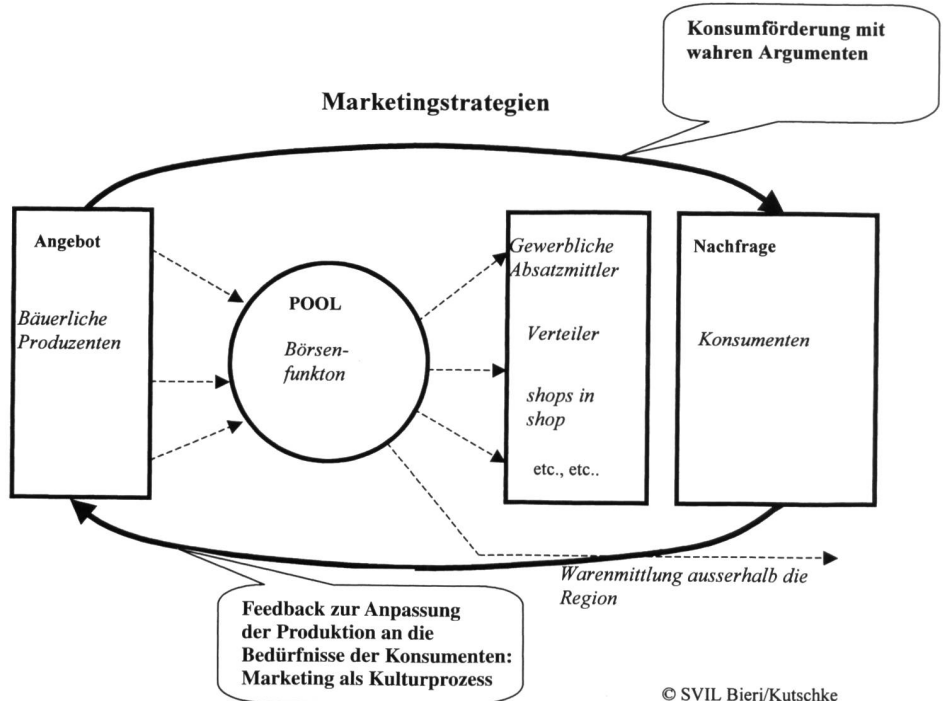 Konsumförderung mit
wahren Argumenten
Marketingstrategien
Angebot
Bäuerliche
Produzenten
POOL
Börsen-
funkton
Gewerbliche
Absatzmittler
Verteiler
shops in
shop
etc., etc..
Nachfrage
Konsumenten
Warenmittlung ausserhalb die
Region
Feedback zur Anpassung
der Produktion an die
Bedürfnisse der Konsumenten:
Marketing als Kulturprozess
© SVIL Bieri/Kutschke